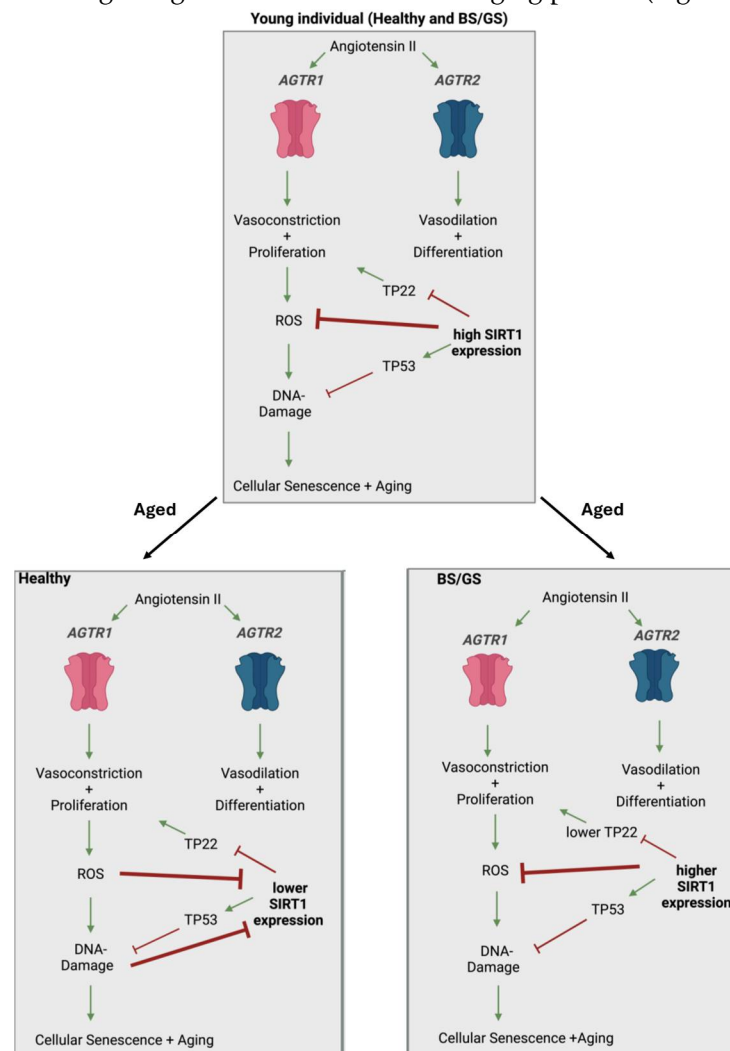 Young individual (Healthy and BS/GS)
Angiotensin II
AGTR1
AGTR2
Vasoconstriction
+
Proliferation
Vasodilation
+
Differentiation
TP22
ROS
high SIRT1
expression
TP53
DNA-
Damage
Cellular Senescence + Aging
Aged
Aged
Healthy
Angiotensin II
AGTR1
AGTR2
Vasoconstriction
+
Proliferation
Vasodilation
+
Differentiation
TP22
ROS
lower
SIRT1
expression
TP53
DNA-
Damage
Cellular Senescence + Aging
BS/GS
Angiotensin II
AGTR1
AGTR2
Vasoconstriction
+
Proliferation
Vasodilation
+
Differentiation
lower TP22
ROS
higher
SIRT1
expression
TP53
DNA-
Damage
Cellular Senescence +Aging